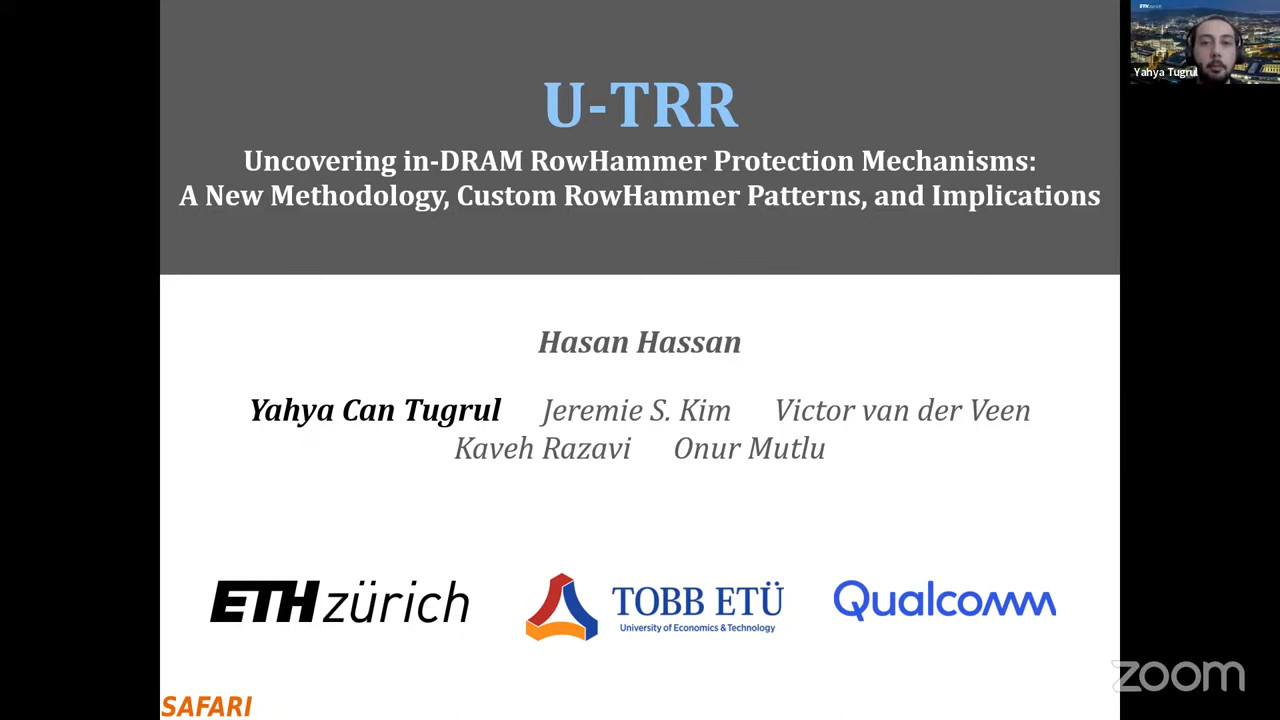 U-TRR
Uncovering in-DRAM RowHammer Protection Mechanisms:
A New Methodology, Custom RowHammer Patterns, and Implications
Hasan Hassan
Yahya Can Tugrul Jeremie S. Kim Victor van der Veen
Kaveh Razavi Onur Mutlu
ETH zürich
TOBB ETÜ
University of Economics & Technology
Qualcomm
SAFARI
ETH zürich
Yahya Tugrul
zoom